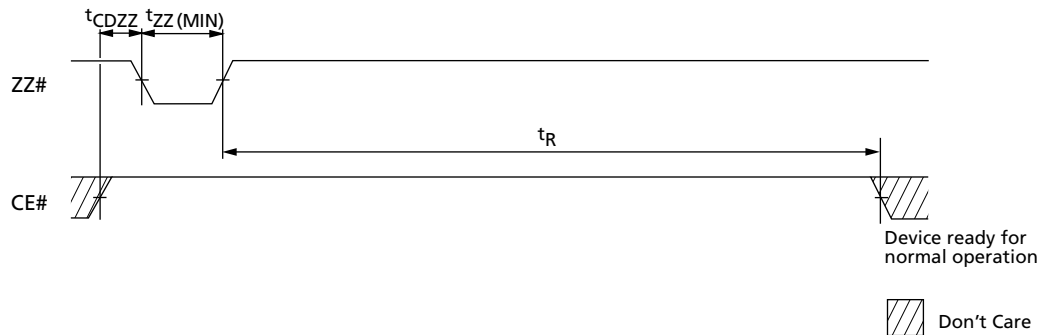 tCDZZ tZZ (MIN)
ZZ#
tR
CE#
Device ready for
normal operation
Don't Care